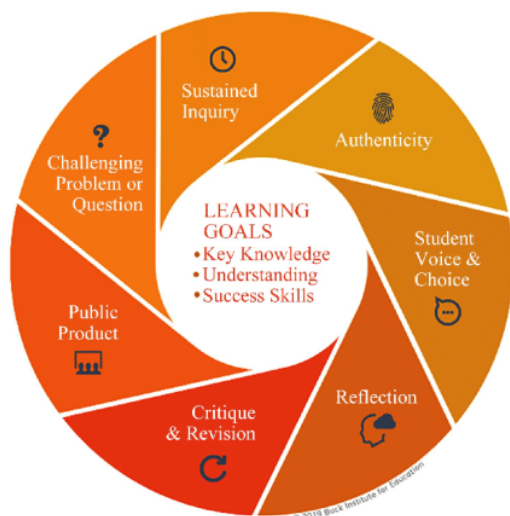 LEARNING
GOALS
• Key Knowledge
• Understanding
• Success Skills
?
Challenging
Problem or
Question
Sustained
Inquiry
Authenticity
Student
Voice &
Choice
Reflection
Critique
& Revision
Public
Product
2019 Buck Institute for Education